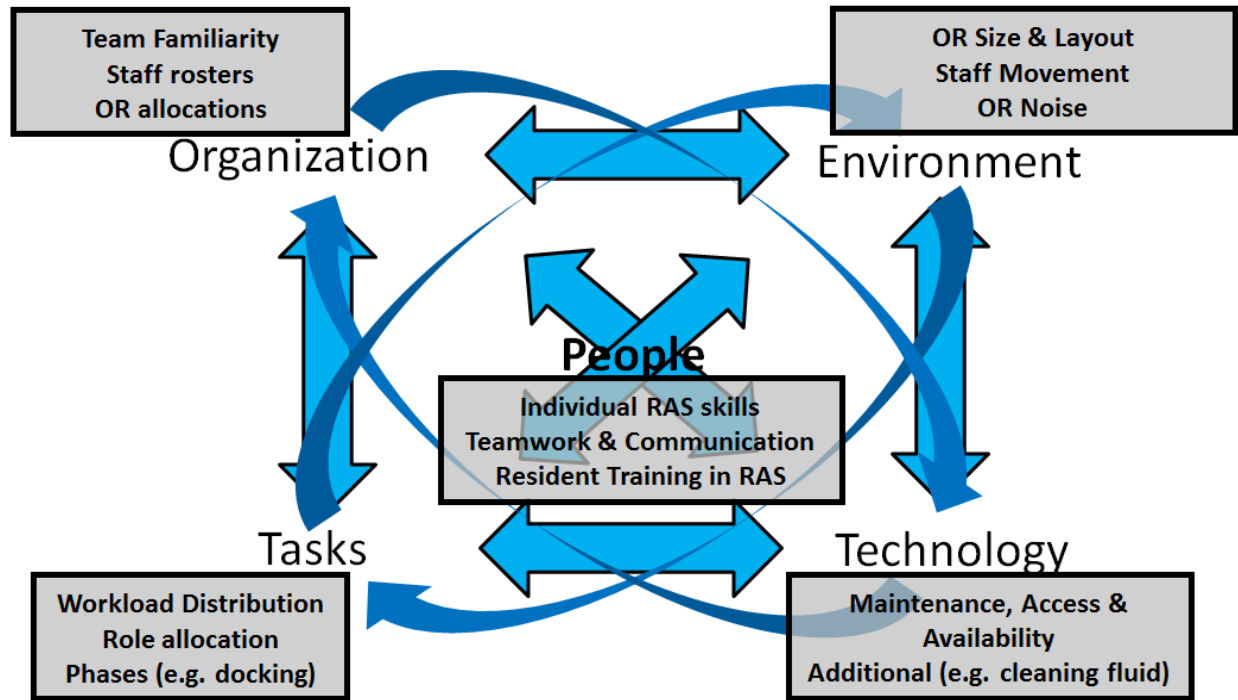 Team Familiarity
Staff rosters
OR allocations
Organization
OR Size & Layout
Staff Movement
OR Noise
Environment
People
Individual RAS skills
Teamwork & Communication
Resident Training in RAS
Tasks
Workload Distribution
Role allocation
Phases (e.g. docking)
Technology
Maintenance, Access &
Availability
Additional (e.g. cleaning fluid)